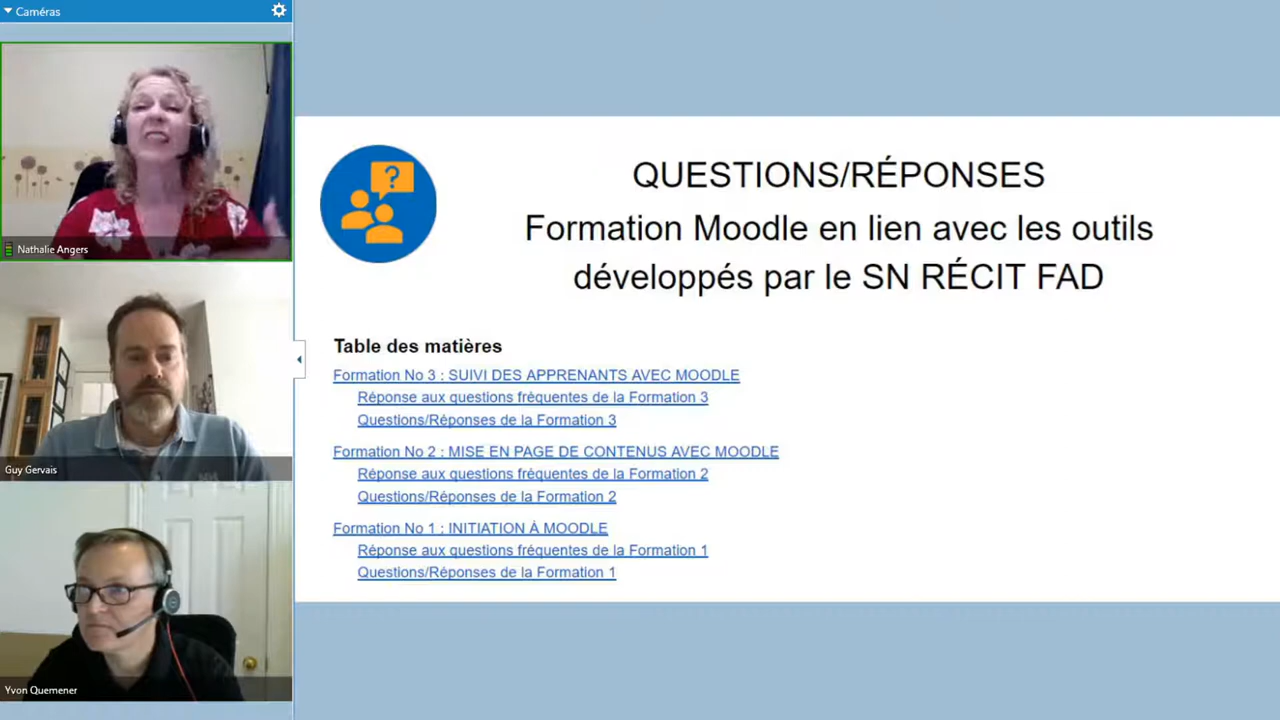 Caméras
Nathalie Angers
Guy Gervais
Yvon Quemener
?
QUESTIONS/RÉPONSES
Formation Moodle en lien avec les outils
développés par le SN RÉCIT FAD
Table des matières
Formation No 3 : SUIVI DES APPRENANTS AVEC MOODLE
Réponse aux questions fréquentes de la Formation 3
Questions/Réponses de la Formation 3
Formation No 2 : MISE EN PAGE DE CONTENUS AVEC MOODLE
Réponse aux questions fréquentes de la Formation 2
Questions/Réponses de la Formation 2
Formation No 1 : INITIATION À MOODLE
Réponse aux questions fréquentes de la Formation 1
Questions/Réponses de la Formation 1